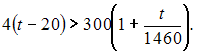 4(t − 20) > 300(1 + t/1460).